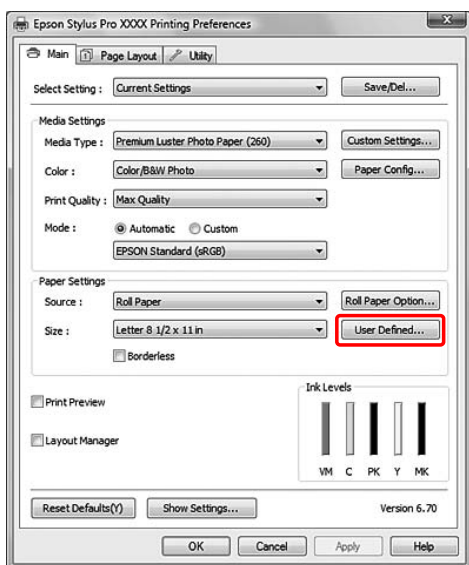 Epson Stylus Pro XXXX Printing Preferences
Main Page Layout Utility
Select Setting : Current Settings Save/Del...
Media Settings
Media Type : Premium Luster Photo Paper (260) Custom Settings...
Color : Color/B&W Photo Paper Config...
Print Quality : Max Quality
Mode : Automatic Custom
EPSON Standard (sRGB)
Paper Settings
Source : Roll Paper Roll Paper Option...
Size : Letter 8 1/2 x 11 in User Defined...
Borderless
Ink Levels
Print Preview
Layout Manager
VM C PK Y MK
Reset Defaults(Y) Show Settings... Version 6.70
OK Cancel Apply Help